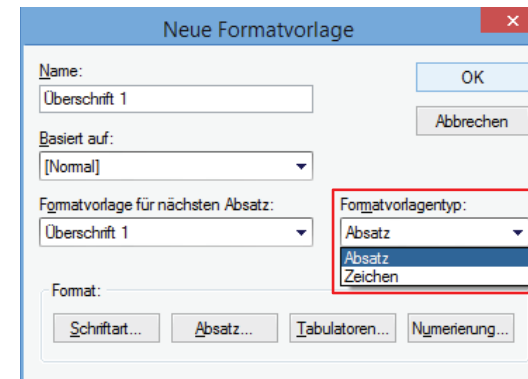 Neue Formatvorlage
Name:
Überschrift 1
OK
Abbrechen
Basiert auf:
[Normal]
Formatvorlage für nächsten Absatz:
Überschrift 1
Formatvorlagentyp:
Absatz
Absatz
Zeichen
Format:
Schriftart... Absatz... Tabulatoren... Numerierung...